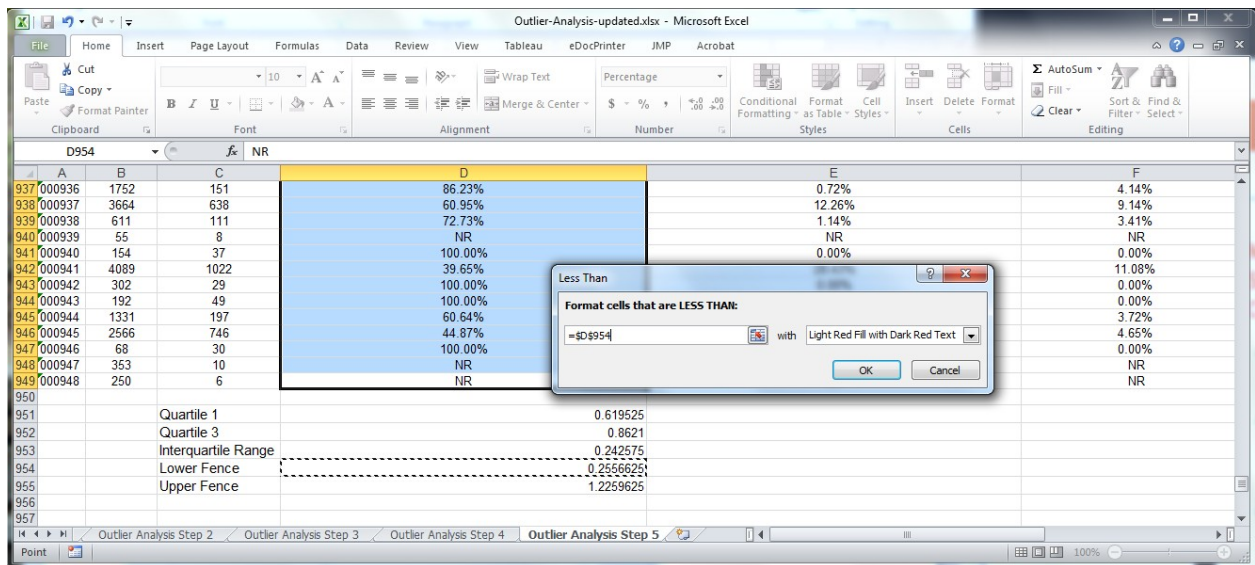 Outlier-Analysis-updated.xlsx - Microsoft Excel
File Home Insert Page Layout Formulas Data Review View Tableau eDocPrinter JMP Acrobat
Cut
Copy
Format Painter
Paste
10 A A
B I U A
Wrap Text
Merge & Center
Percentage
$ % , .0 .00 .00 .0
Conditional Formatting Format as Table Cell Styles
Insert Delete Format
Σ AutoSum
Fill
Clear
Sort & Filter Find & Select
Clipboard Font Alignment Number Styles Cells Editing
D954 fx NR
A B C D E F
937 000936 1752 151 86.23% 0.72% 4.14%
938 000937 3664 638 60.95% 12.26% 9.14%
939 000938 611 111 72.73% 1.14% 3.41%
940 000939 55 8 NR NR NR
941 000940 154 37 100.00% 0.00% 0.00%
942 000941 4089 1022 39.65% 11.08%
943 000942 302 29 100.00% 0.00%
944 000943 192 49 100.00% 0.00%
945 000944 1331 197 60.64% 3.72%
946 000945 2566 746 44.87% 4.65%
947 000946 68 30 100.00% 0.00%
948 000947 353 10 NR NR
949 000948 250 6 NR NR
950
951 Quartile 1 0.619525
952 Quartile 3 0.8621
953 Interquartile Range 0.242575
954 Lower Fence 0.2556625
955 Upper Fence 1.2259625
956
957
Less Than
Format cells that are LESS THAN:
=$D$954 with Light Red Fill with Dark Red Text
OK Cancel
Outlier Analysis Step 2 Outlier Analysis Step 3 Outlier Analysis Step 4 Outlier Analysis Step 5
Point 100%